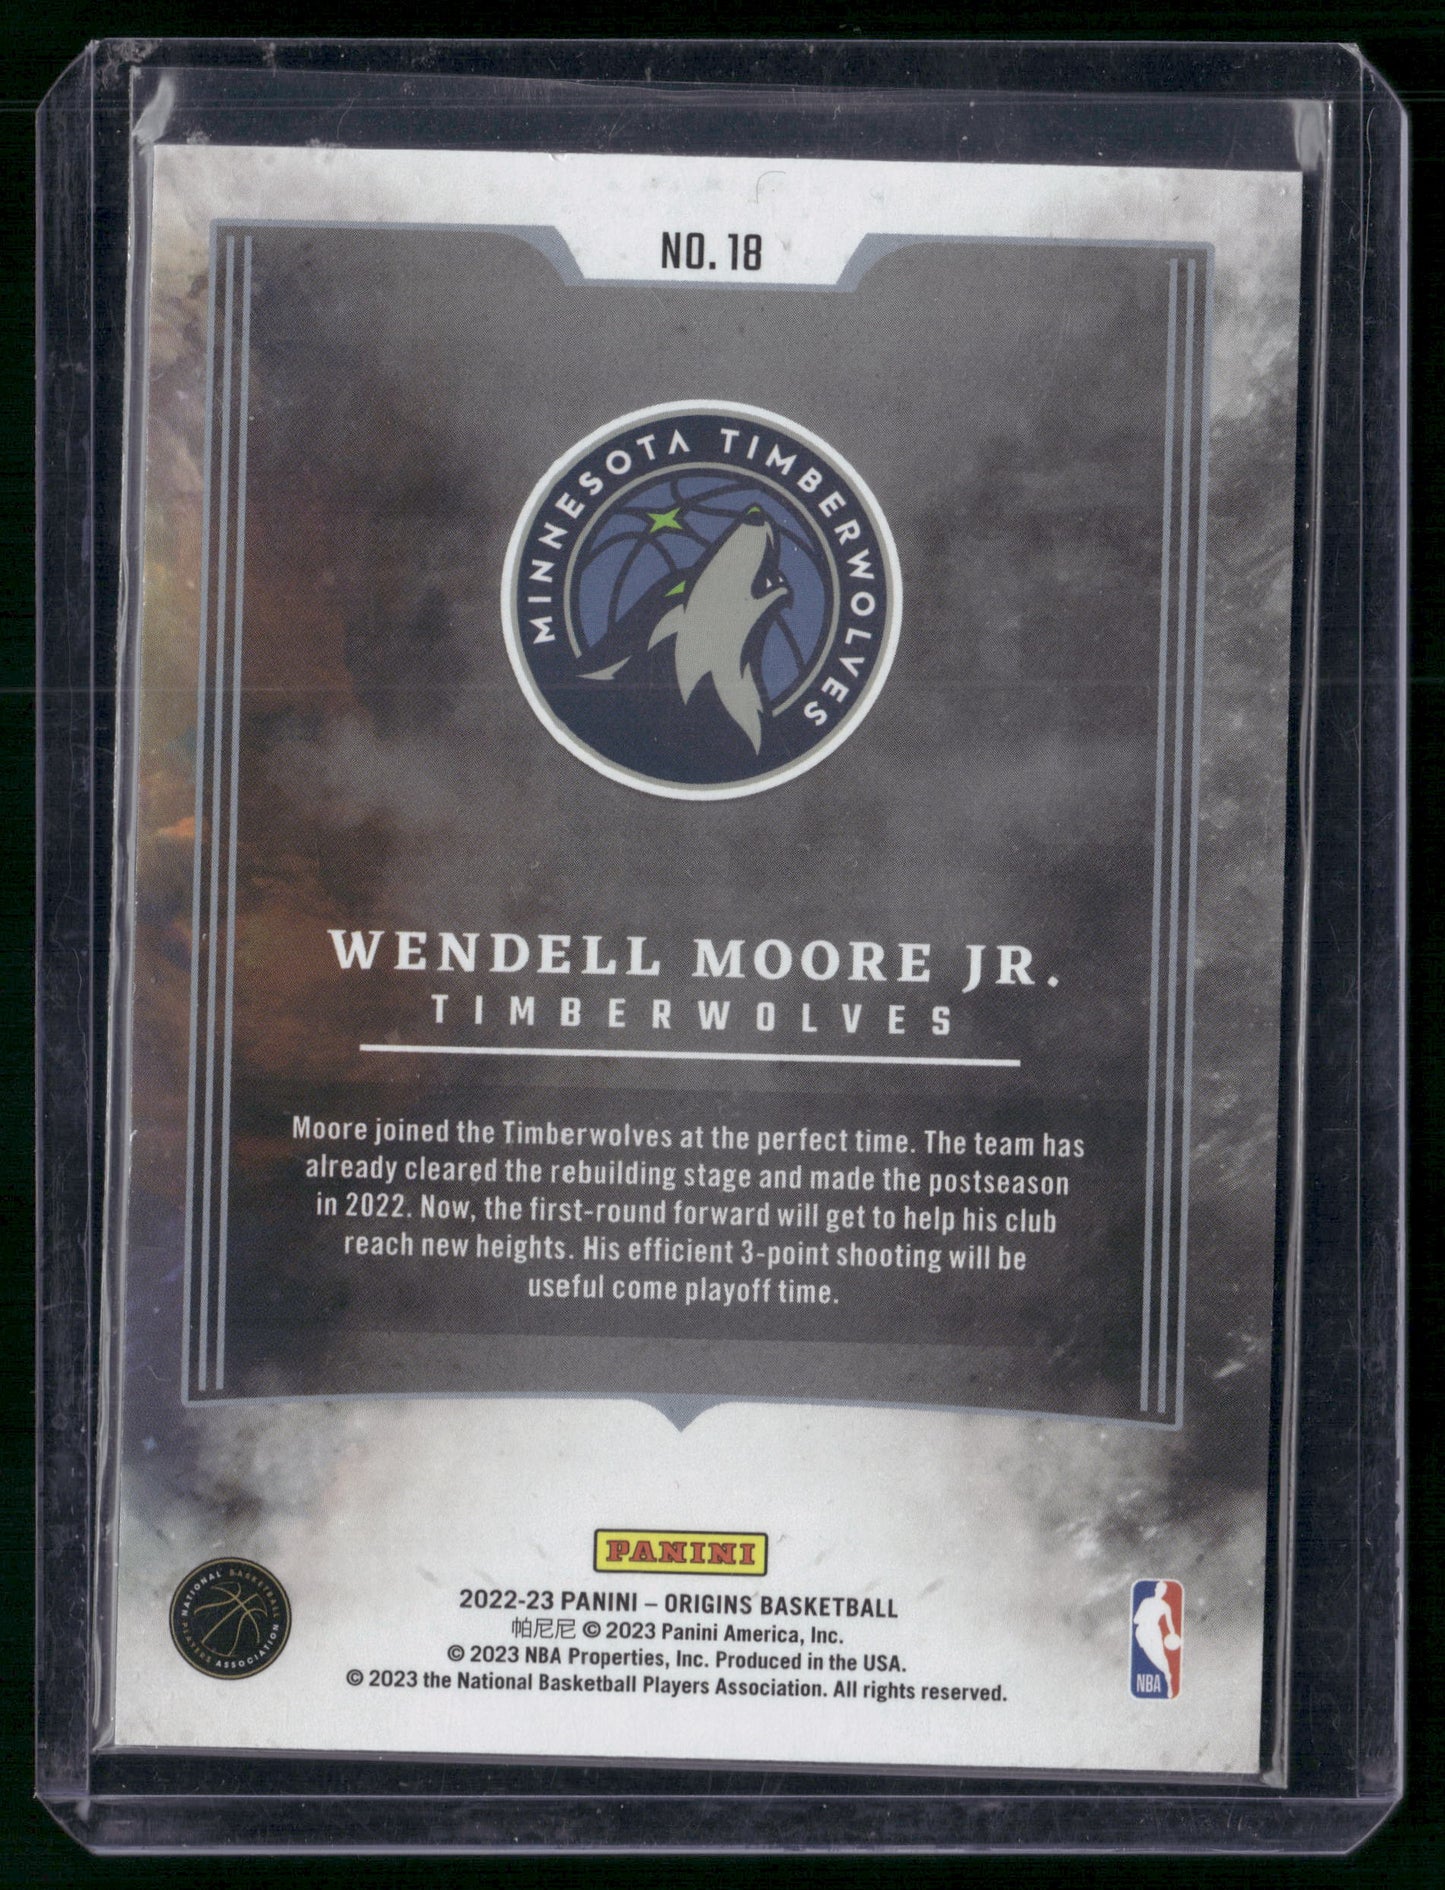 NO. 18
MINNESOTA TIMBERWOLVES
WENDELL MOORE JR.
TIMBERWOLVES
Moore joined the Timberwolves at the perfect time. The team has
already cleared the rebuilding stage and made the postseason
in 2022. Now, the first-round forward will get to help his club
reach new heights. His efficient 3-point shooting will be
useful come playoff time.
PANINI
2022-23 PANINI – ORIGINS BASKETBALL
帕尼尼 © 2023 Panini America, Inc.
© 2023 NBA Properties, Inc. Produced in the USA.
© 2023 the National Basketball Players Association. All rights reserved.
NATIONAL BASKETBALL PLAYERS ASSOCIATION
NBA